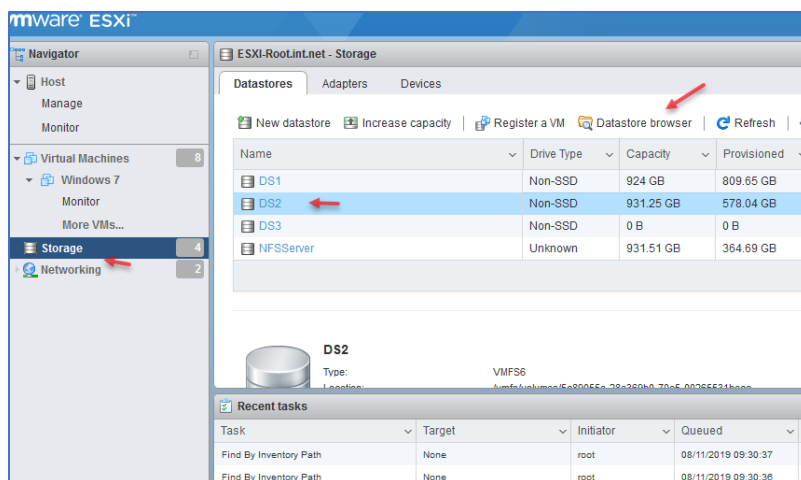 vmware® ESXi™
Navigator
ESXI-Root.int.net - Storage
Host
Manage
Monitor
Virtual Machines 8
Windows 7
Monitor
More VMs...
Storage 4
Networking 2
Datastores Adapters Devices
New datastore Increase capacity Register a VM Datastore browser Refresh
Name Drive Type Capacity Provisioned
DS1 Non-SSD 924 GB 809.65 GB
DS2 Non-SSD 931.25 GB 578.04 GB
DS3 Non-SSD 0 B 0 B
NFSServer Unknown 931.51 GB 364.69 GB
DS2
Type: VMFS6
Recent tasks
Task Target Initiator Queued
Find By Inventory Path None root 08/11/2019 09:30:37
Find By Inventory Path None root 08/11/2019 09:30:36